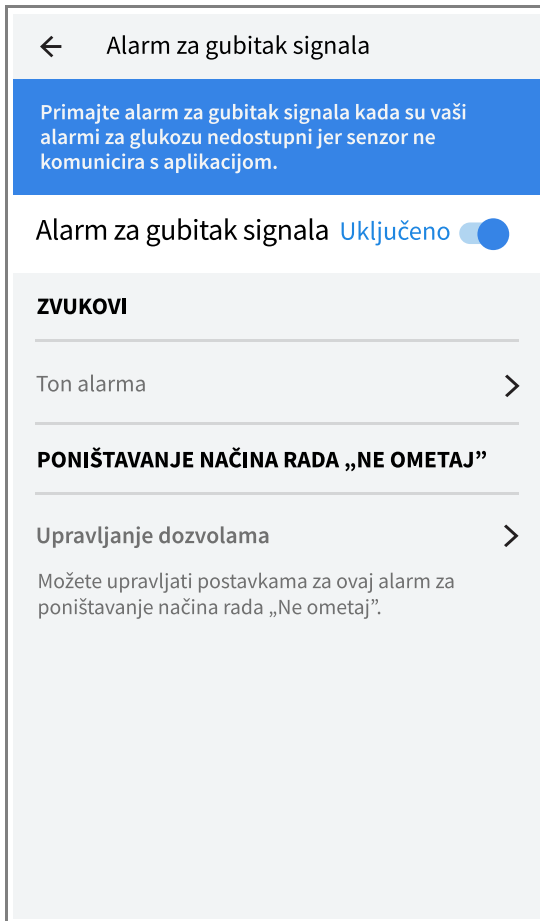 Alarm za gubitak signala
Primajte alarm za gubitak signala kada su vaši
alarmi za glukozu nedostupni jer senzor ne
komunicira s aplikacijom.
Alarm za gubitak signala Uključeno
ZVUKOVI
Ton alarma
PONIŠTAVANJE NAČINA RADA „NE OMETAJ”
Upravljanje dozvolama
Možete upravljati postavkama za ovaj alarm za
poništavanje načina rada „Ne ometaj”.